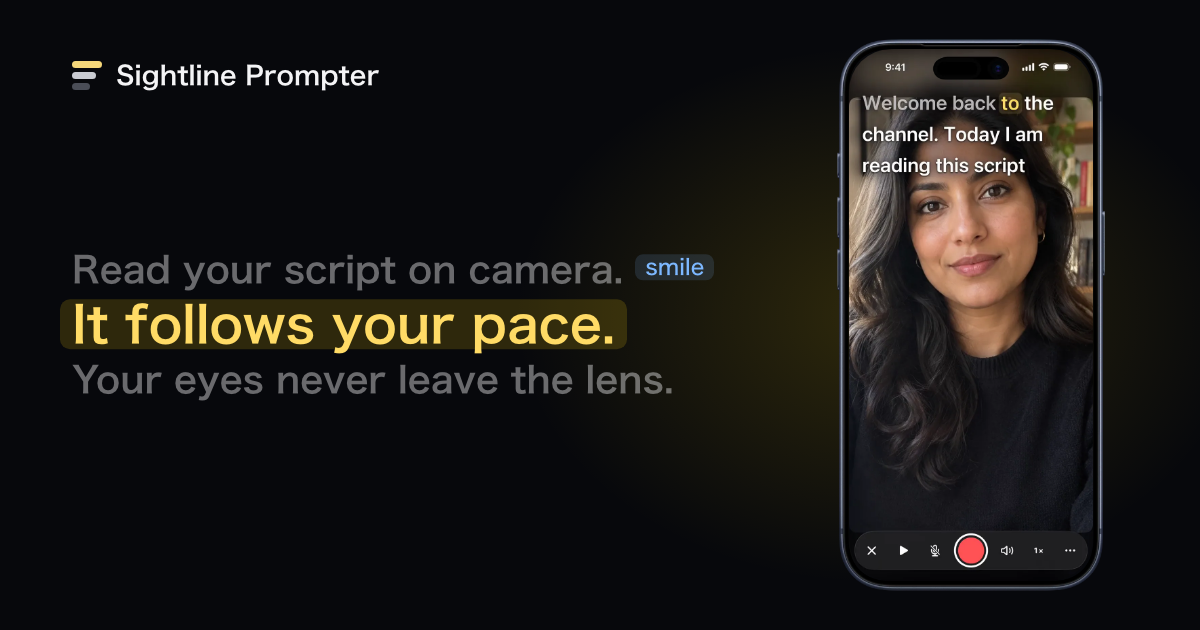 Sightline Prompter
Read your script on camera. smile
It follows your pace.
Your eyes never leave the lens.
9:41
Welcome back to the
channel. Today I am
reading this script
1×